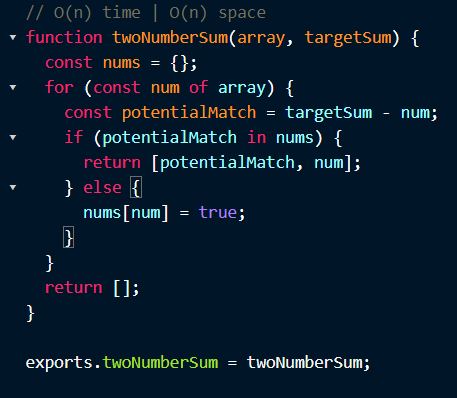 // O(n) time | O(n) space
function twoNumberSum(array, targetSum) {
  const nums = {};
  for (const num of array) {
    const potentialMatch = targetSum - num;
    if (potentialMatch in nums) {
      return [potentialMatch, num];
    } else {
      nums[num] = true;
    }
  }
  return [];
}

exports.twoNumberSum = twoNumberSum;